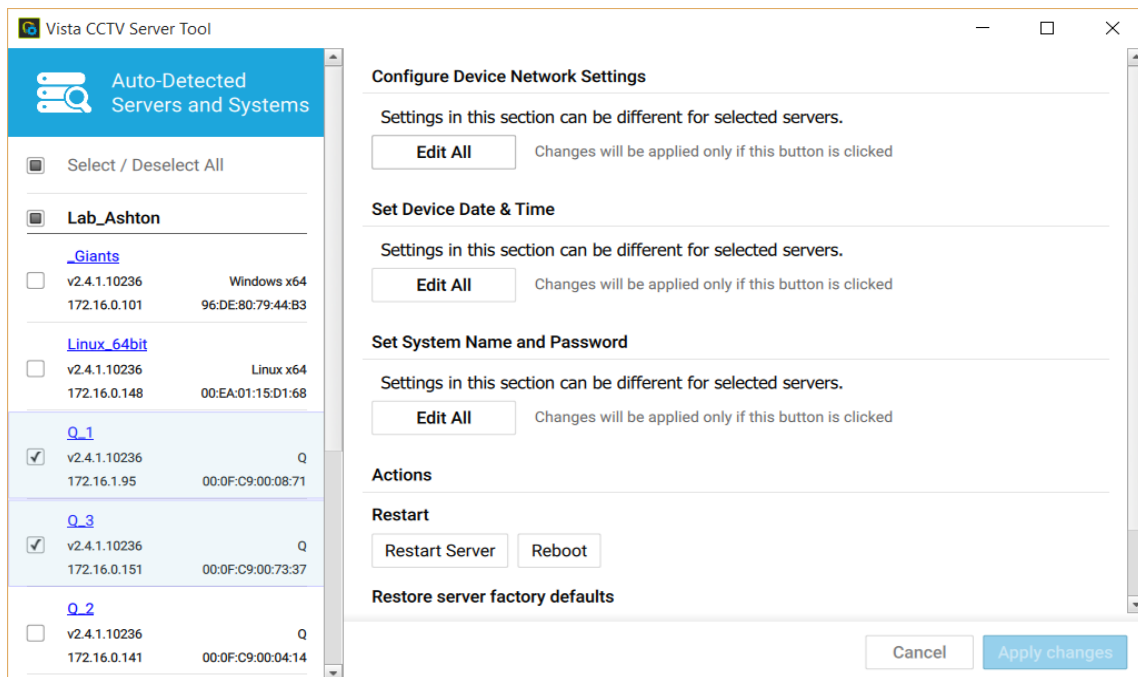 Vista CCTV Server Tool
Auto-Detected
Servers and Systems
Select / Deselect All
Lab_Ashton
_Giants
v2.4.1.10236 Windows x64
172.16.0.101 96:DE:80:79:44:B3
Linux_64bit
v2.4.1.10236 Linux x64
172.16.0.148 00:EA:01:15:D1:68
Q_1
v2.4.1.10236 Q
172.16.1.95 00:0F:C9:00:08:71
Q_3
v2.4.1.10236 Q
172.16.0.151 00:0F:C9:00:73:37
Q_2
v2.4.1.10236 Q
172.16.0.141 00:0F:C9:00:04:14
Configure Device Network Settings
Settings in this section can be different for selected servers.
Edit All Changes will be applied only if this button is clicked
Set Device Date & Time
Settings in this section can be different for selected servers.
Edit All Changes will be applied only if this button is clicked
Set System Name and Password
Settings in this section can be different for selected servers.
Edit All Changes will be applied only if this button is clicked
Actions
Restart
Restart Server Reboot
Restore server factory defaults
Cancel Apply changes